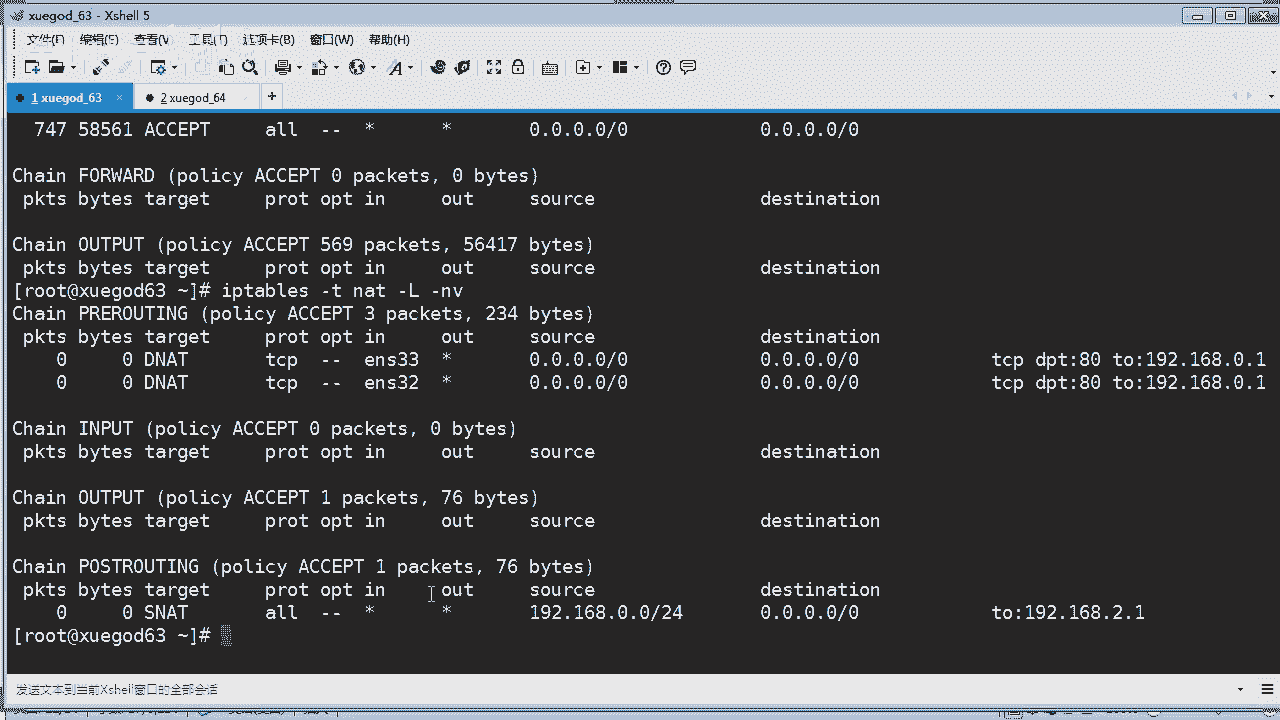 xuegod_63 - Xshell 5
文件(F) 编辑(E) 查看(V) 工具(T) 选项卡(B) 窗口(W) 帮助(H)
1 xuegod_63 × 2 xuegod_64 +
747 58561 ACCEPT all -- * * 0.0.0.0/0 0.0.0.0/0
Chain FORWARD (policy ACCEPT 0 packets, 0 bytes)
pkts bytes target prot opt in out source destination
Chain OUTPUT (policy ACCEPT 569 packets, 56417 bytes)
pkts bytes target prot opt in out source destination
[root@xuegod63 ~]# iptables -t nat -L -nv
Chain PREROUTING (policy ACCEPT 3 packets, 234 bytes)
pkts bytes target prot opt in out source destination
0 0 DNAT tcp -- ens33 * 0.0.0.0/0 0.0.0.0/0 tcp dpt:80 to:192.168.0.1
0 0 DNAT tcp -- ens32 * 0.0.0.0/0 0.0.0.0/0 tcp dpt:80 to:192.168.0.1
Chain INPUT (policy ACCEPT 0 packets, 0 bytes)
pkts bytes target prot opt in out source destination
Chain OUTPUT (policy ACCEPT 1 packets, 76 bytes)
pkts bytes target prot opt in out source destination
Chain POSTROUTING (policy ACCEPT 1 packets, 76 bytes)
pkts bytes target prot opt in out source destination
0 0 SNAT all -- * * 192.168.0.0/24 0.0.0.0/0 to:192.168.2.1
[root@xuegod63 ~]#
发送文本到当前Xshell窗口的全部会话